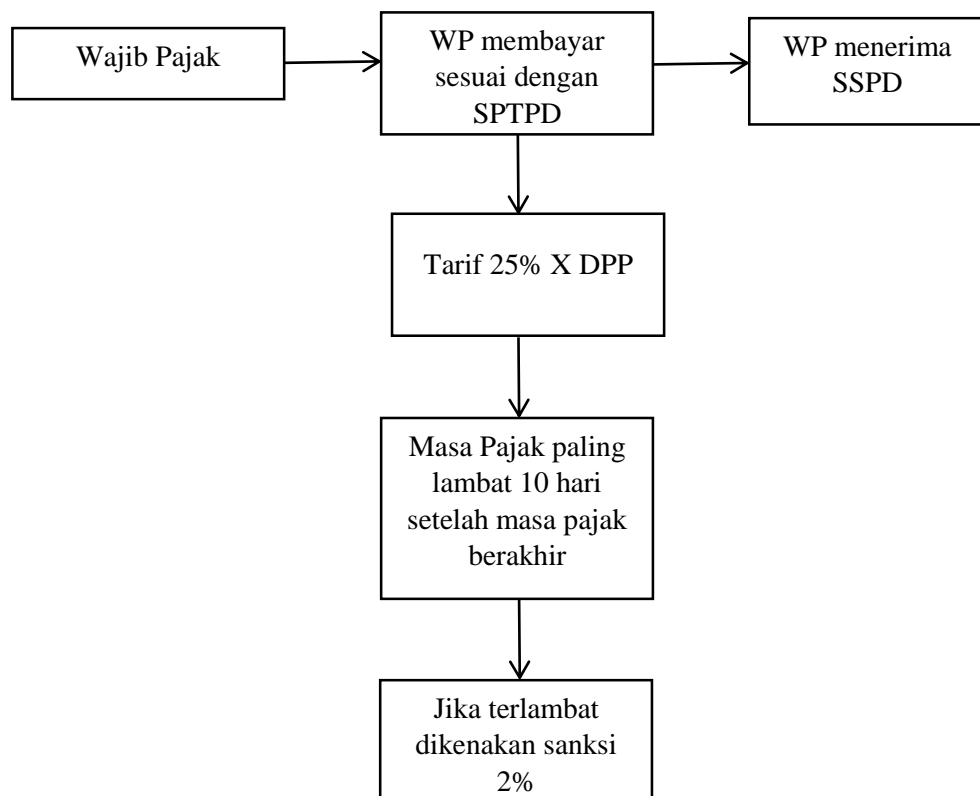 Wajib Pajak
WP membayar
sesuai dengan
SPTPD
WP menerima
SSPD
Tarif 25% X DPP
Masa Pajak paling
lambat 10 hari
setelah masa pajak
berakhir
Jika terlambat
dikenakan sanksi
2%